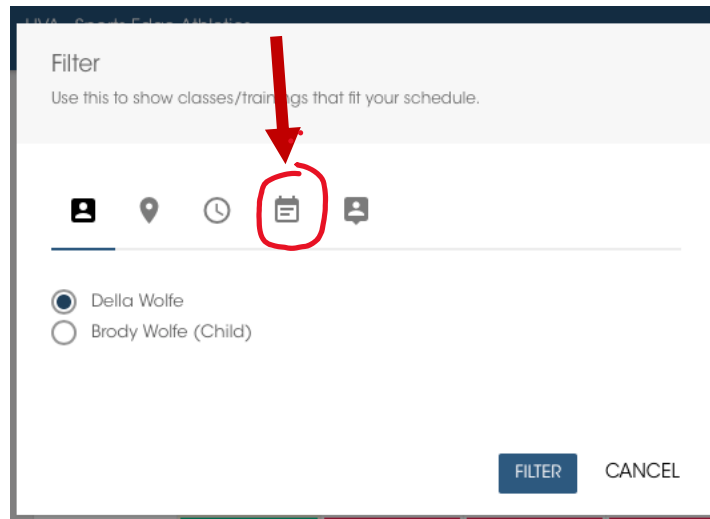 Filter
Use this to show classes/trainings that fit your schedule.
Della Wolfe
Brody Wolfe (Child)
FILTER CANCEL